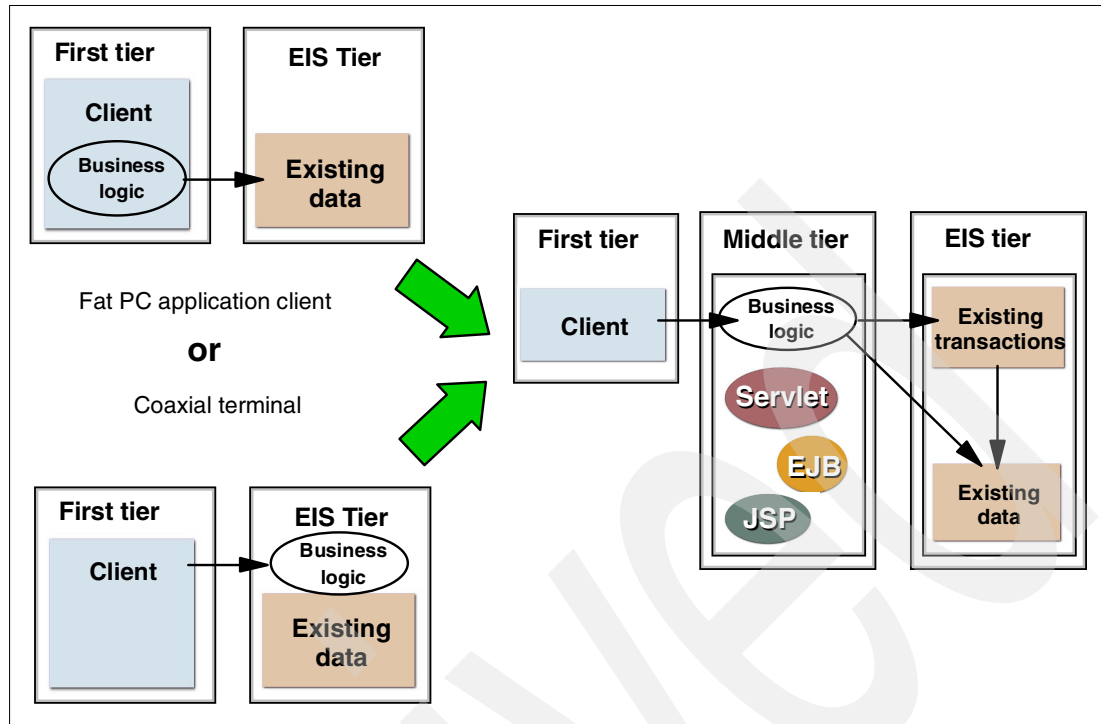 First tier
Client
Business
logic
EIS Tier
Existing
data
Fat PC application client
or
Coaxial terminal
First tier
Client
EIS Tier
Business
logic
Existing
data
First tier
Client
Middle tier
Business
logic
Servlet
EJB
JSP
EIS tier
Existing
transactions
Existing
data